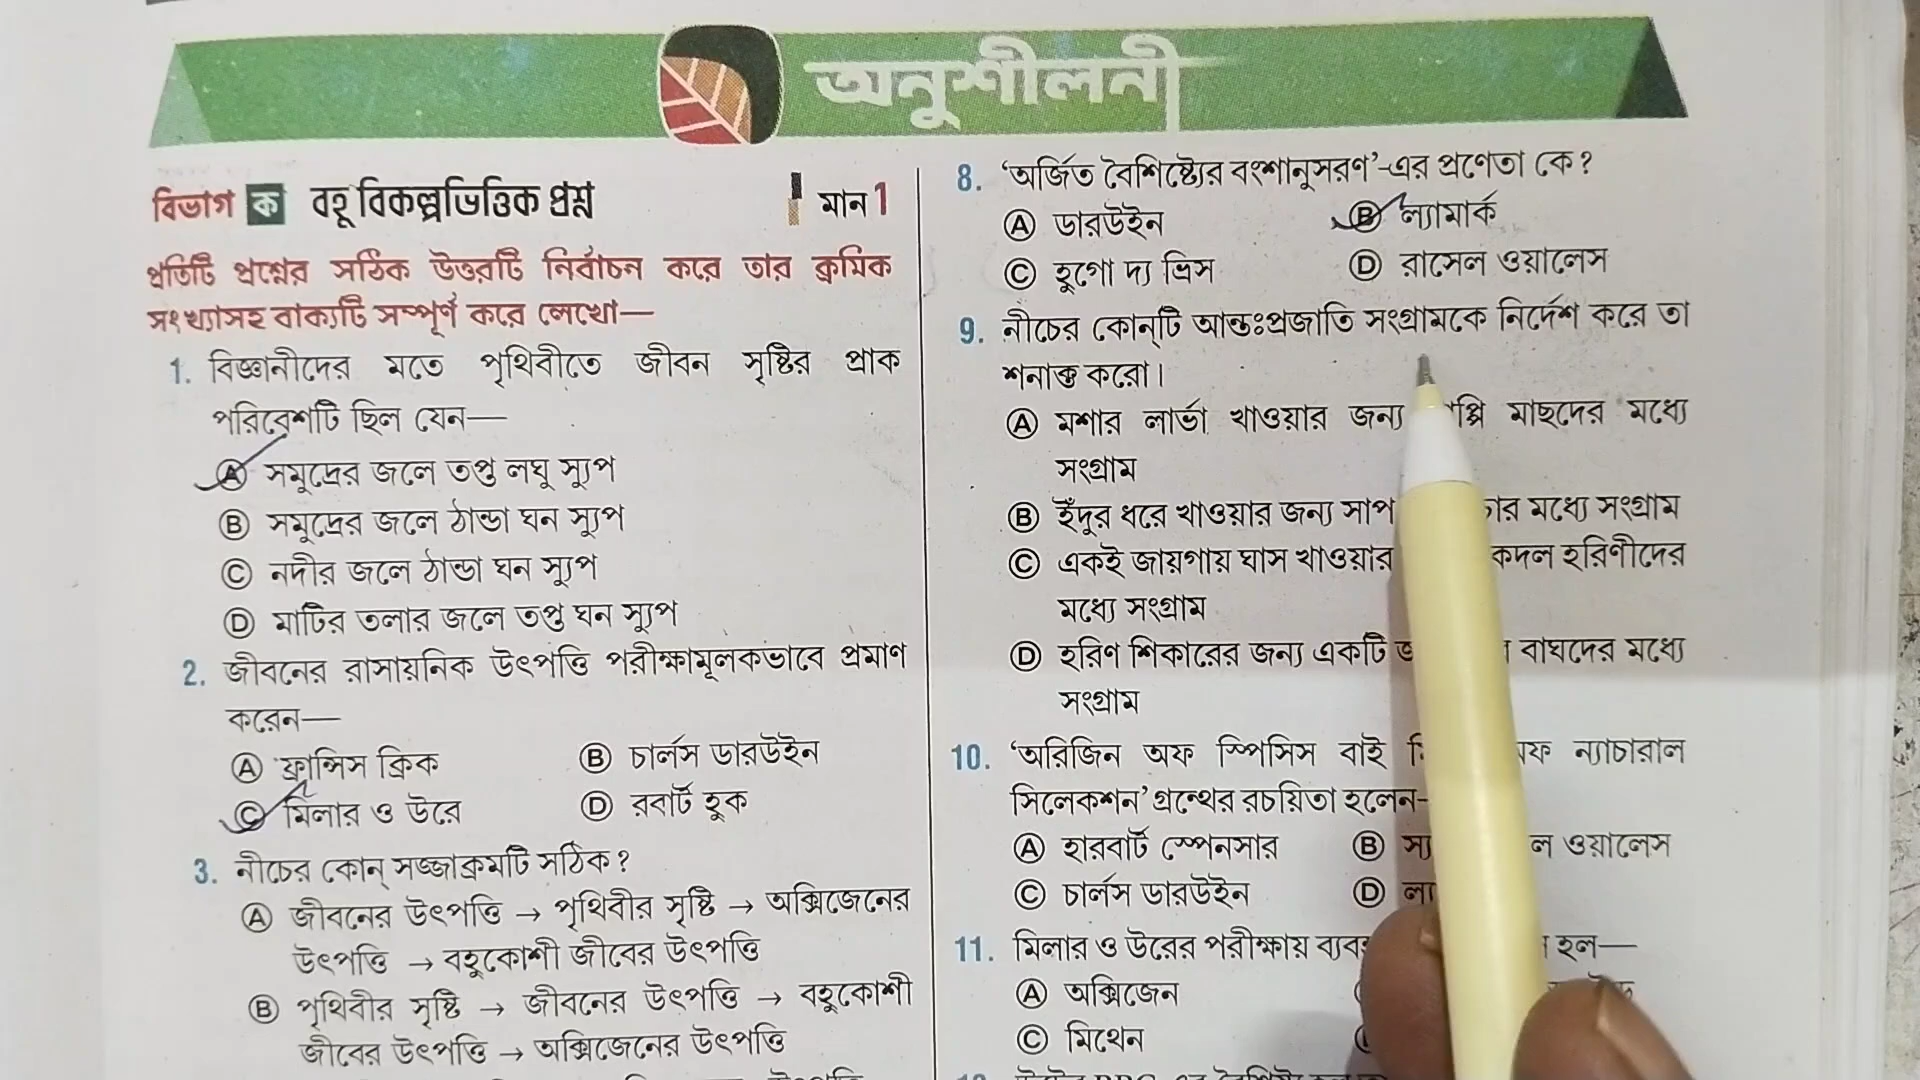 অনুশীলনী
বিভাগ ক বহু বিকল্পভিত্তিক প্রশ্ন মান 1
প্রতিটি প্রশ্নের সঠিক উত্তরটি নির্বাচন করে তার ক্রমিক
সংখ্যাসহ বাক্যটি সম্পূর্ণ করে লেখো—
1. বিজ্ঞানীদের মতে পৃথিবীতে জীবন সৃষ্টির প্রাক
পরিবেশটি ছিল যেন—
A সমুদ্রের জলে তপ্ত লঘু স্যুপ
B সমুদ্রের জলে ঠান্ডা ঘন স্যুপ
C নদীর জলে ঠান্ডা ঘন স্যুপ
D মাটির তলার জলে তপ্ত ঘন স্যুপ
2. জীবনের রাসায়নিক উৎপত্তি পরীক্ষামূলকভাবে প্রমাণ
করেন—
A ফ্রান্সিস ক্রিক B চার্লস ডারউইন
C মিলার ও উরে D রবার্ট হুক
3. নীচের কোন্ সজ্জাক্রমটি সঠিক?
A জীবনের উৎপত্তি → পৃথিবীর সৃষ্টি → অক্সিজেনের
উৎপত্তি → বহুকোশী জীবের উৎপত্তি
B পৃথিবীর সৃষ্টি → জীবনের উৎপত্তি → বহুকোশী
জীবের উৎপত্তি → অক্সিজেনের উৎপত্তি
8. ‘অর্জিত বৈশিষ্ট্যের বংশানুসরণ’-এর প্রণেতা কে?
A ডারউইন B ল্যামার্ক
C হুগো দ্য ভ্রিস D রাসেল ওয়ালেস
9. নীচের কোন্‌টি আন্তঃপ্রজাতি সংগ্রামকে নির্দেশ করে তা
শনাক্ত করো।
A মশার লার্ভা খাওয়ার জন্য মাছদের মধ্যে
সংগ্রাম
B ইঁদুর ধরে খাওয়ার জন্য সাপ মধ্যে সংগ্রাম
C একই জায়গায় ঘাস খাওয়ার হরিণীদের
মধ্যে সংগ্রাম
D হরিণ শিকারের জন্য একটি বাঘদের মধ্যে
সংগ্রাম
10. ‘অরিজিন অফ স্পিসিস বাই ন্যাচারাল
সিলেকশন’ গ্রন্থের রচয়িতা হলেন—
A হারবার্ট স্পেনসার B ওয়ালেস
C চার্লস ডারউইন D
11. মিলার ও উরের পরীক্ষায় হল—
A অক্সিজেন
C মিথেন